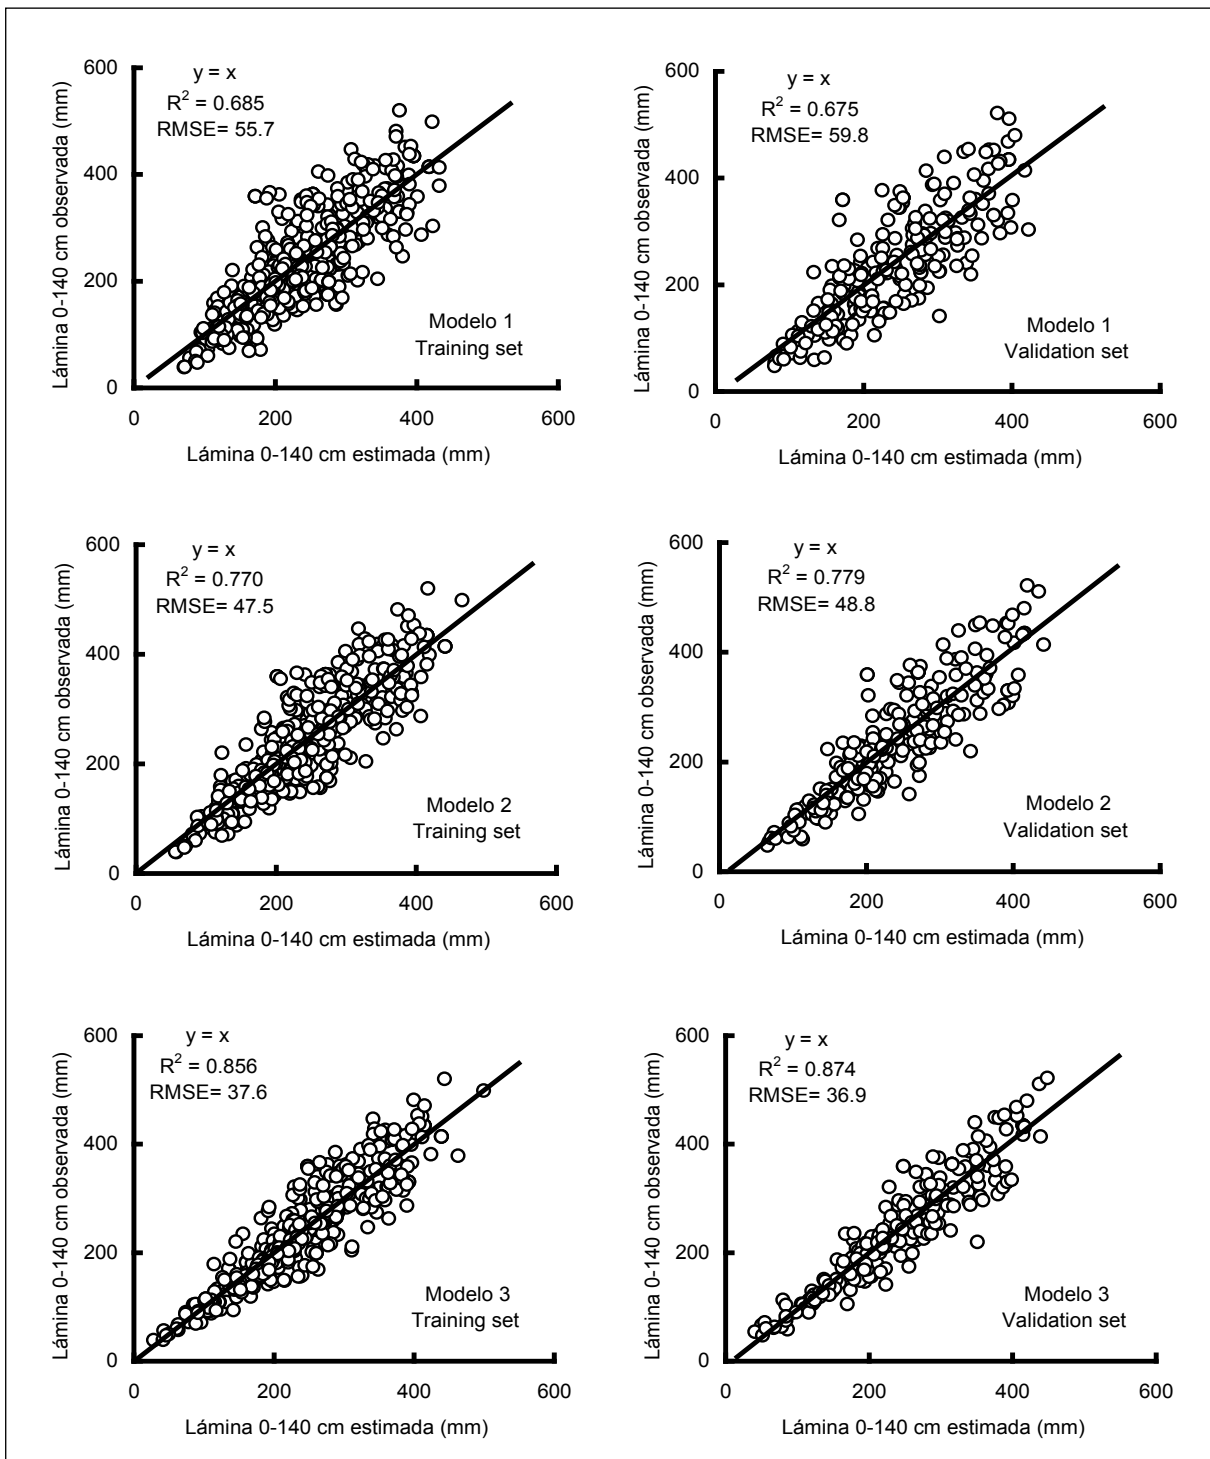 600
400
200
0
0
200
400
600
y = x
R² = 0.685
RMSE= 55.7
Modelo 1
Training set
Lámina 0-140 cm observada (mm)
Lámina 0-140 cm estimada (mm)
600
400
200
0
0
200
400
600
y = x
R² = 0.675
RMSE= 59.8
Modelo 1
Validation set
Lámina 0-140 cm observada (mm)
Lámina 0-140 cm estimada (mm)
600
400
200
0
0
200
400
600
y = x
R² = 0.770
RMSE= 47.5
Modelo 2
Training set
Lámina 0-140 cm observada (mm)
Lámina 0-140 cm estimada (mm)
600
400
200
0
0
200
400
600
y = x
R² = 0.779
RMSE= 48.8
Modelo 2
Validation set
Lámina 0-140 cm observada (mm)
Lámina 0-140 cm estimada (mm)
600
400
200
0
0
200
400
600
y = x
R² = 0.856
RMSE= 37.6
Modelo 3
Training set
Lámina 0-140 cm observada (mm)
Lámina 0-140 cm estimada (mm)
600
400
200
0
0
200
400
600
y = x
R² = 0.874
RMSE= 36.9
Modelo 3
Validation set
Lámina 0-140 cm observada (mm)
Lámina 0-140 cm estimada (mm)